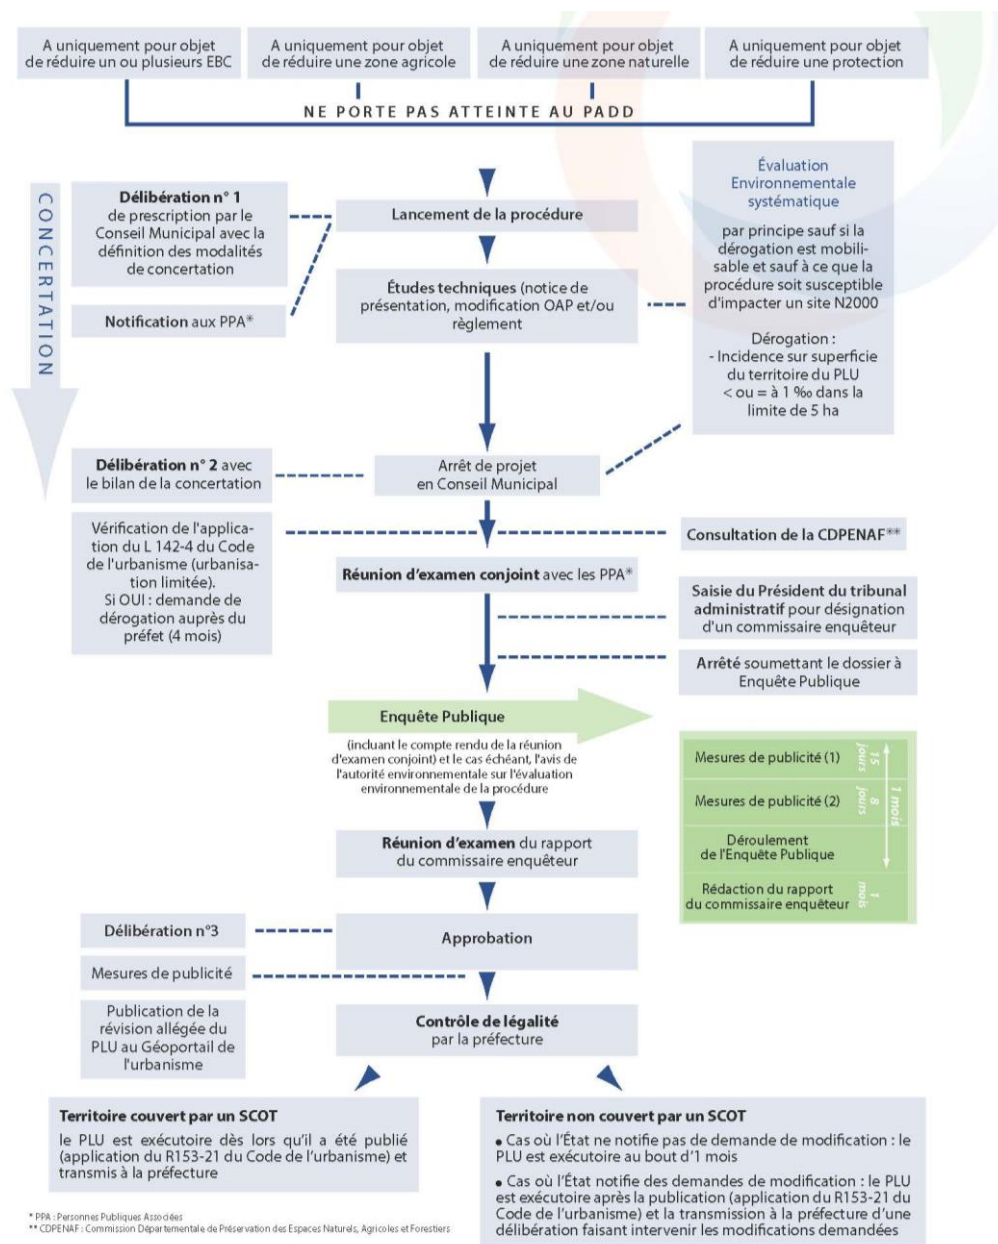 A uniquement pour objet
de réduire un ou plusieurs EBC
A uniquement pour objet
de réduire une zone agricole
A uniquement pour objet
de réduire une zone naturelle
A uniquement pour objet
de réduire une protection
NE PORTE PAS ATTEINTE AU PADD
CONCERTATION
Délibération n° 1
de prescription par le
Conseil Municipal avec la
définition des modalités
de concertation
Notification aux PPA*
Lancement de la procédure
Études techniques (notice de
présentation, modification OAP et/ou
règlement
Évaluation
Environnementale
systématique
par principe sauf si la
dérogation est mobili-
sable et sauf à ce que la
procédure soit susceptible
d'impacter un site N2000
Dérogation :
- Incidence sur superficie
du territoire du PLU
< ou = à 1 ‰ dans la
limite de 5 ha
Délibération n° 2 avec
le bilan de la concertation
Arrêt de projet
en Conseil Municipal
Vérification de l'applica-
tion du L 142-4 du Code
de l'urbanisme (urbanisa-
tion limitée).
Si OUI : demande de
dérogation auprès du
préfet (4 mois)
Consultation de la CDPENAF**
Réunion d'examen conjoint avec les PPA*
Saisie du Président du tribunal
administratif pour désignation
d'un commissaire enquêteur
Arrêté soumettant le dossier à
Enquête Publique
Enquête Publique
(incluant le compte rendu de la réunion
d'examen conjoint) et le cas échéant, l'avis de
l'autorité environnementale sur l'évaluation
environnementale de la procédure
Mesures de publicité (1)
15 jours
Mesures de publicité (2)
8 jours
1 mois
Déroulement
de l'Enquête Publique
Rédaction du rapport
du commissaire enquêteur
1 mois
Réunion d'examen du rapport
du commissaire enquêteur
Délibération n°3
Approbation
Mesures de publicité
Publication de la
révision allégée du
PLU au Géoportail de
l'urbanisme
Contrôle de légalité
par la préfecture
Territoire couvert par un SCOT
le PLU est exécutoire dès lors qu'il a été publié
(application du R153-21 du Code de l'urbanisme) et
transmis à la préfecture
Territoire non couvert par un SCOT
• Cas où l'État ne notifie pas de demande de modification : le
PLU est exécutoire au bout d'1 mois
• Cas où l'État notifie des demandes de modification : le PLU
est exécutoire après la publication (application du R153-21 du
Code de l'urbanisme) et la transmission à la préfecture d'une
délibération faisant intervenir les modifications demandées
* PPA : Personnes Publiques Associées
** CDPENAF : Commission Départementale de Préservation des Espaces Naturels, Agricoles et Forestiers